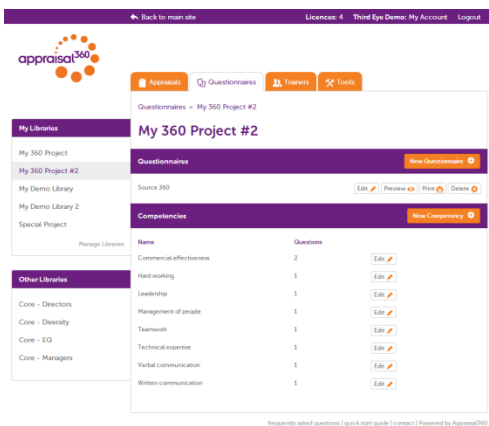 Back to main site Licences: 4 Third Eye Demo: My Account Logout
appraisal360
Appraisals Questionnaires Trainers Tools
Questionnaires > My 360 Project #2
My 360 Project #2
My Libraries
My 360 Project
My 360 Project #2
My Demo Library
My Demo Library 2
Special Project
Manage Libraries
Other Libraries
Core - Directors
Core - Diversity
Core - EQ
Core - Managers
Questionnaires New Questionnaire
Source 360 Edit Preview Print Delete
Competencies New Competency
Name Questions
Commercial effectiveness 2 Edit
Hard working 1 Edit
Leadership 1 Edit
Management of people 1 Edit
Teamwork 1 Edit
Technical expertise 1 Edit
Verbal communication 1 Edit
Written communication 1 Edit
frequently asked questions | quick start guide | contact | Powered by Appraisal360